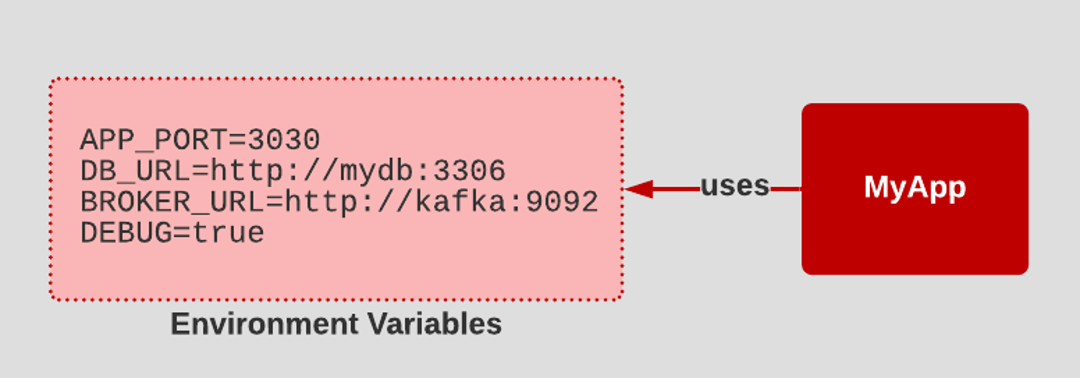 APP_PORT=3030
DB_URL=http://mydb:3306
BROKER_URL=http://kafka:9092
DEBUG=true
Environment Variables
uses
MyApp